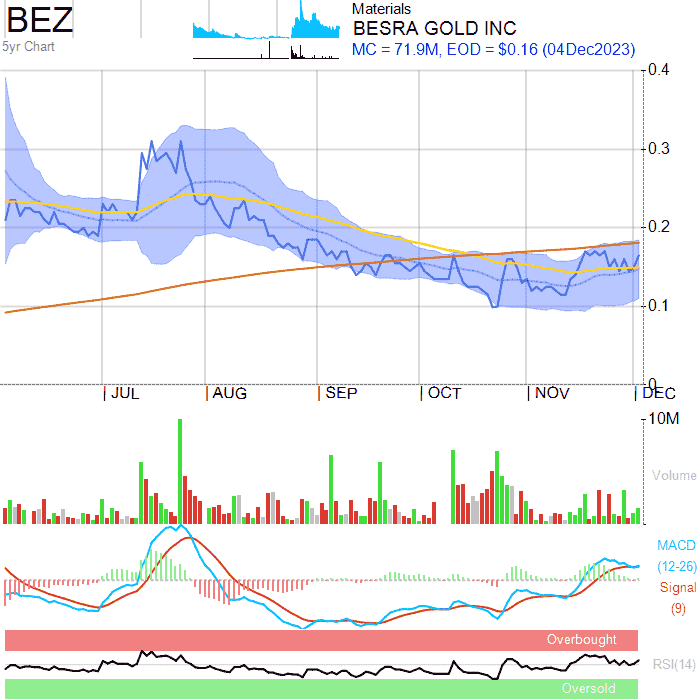 BEZ
5yr Chart
Materials
BESRA GOLD INC
MC = 71.9M, EOD = $0.16 (04Dec2023)
0.4
0.3
0.2
0.1
0
JUL
AUG
SEP
OCT
NOV
DEC
10M
Volume
MACD
(12-26)
Signal
(9)
Overbought
RSI(14)
Oversold